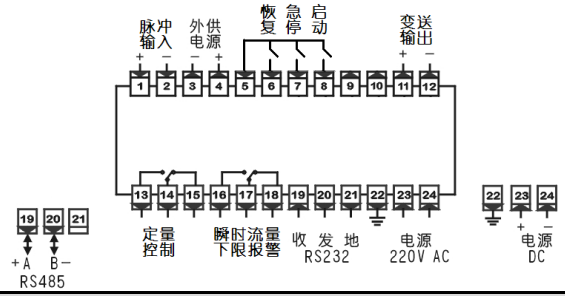 恢 急 启
复 停 动
脉冲 外供 变送
输入 电源 输出
+ − − + + −
1 2 3 4 5 6 7 8 9 10 11 12
13 14 15 16 17 18 19 20 21 22 23 24
22 23 24
19 20 21
定量 瞬时流量 收 发 地 电源
控制 下限报警 RS232 220V AC
+ −
电源
DC
+A B−
RS485